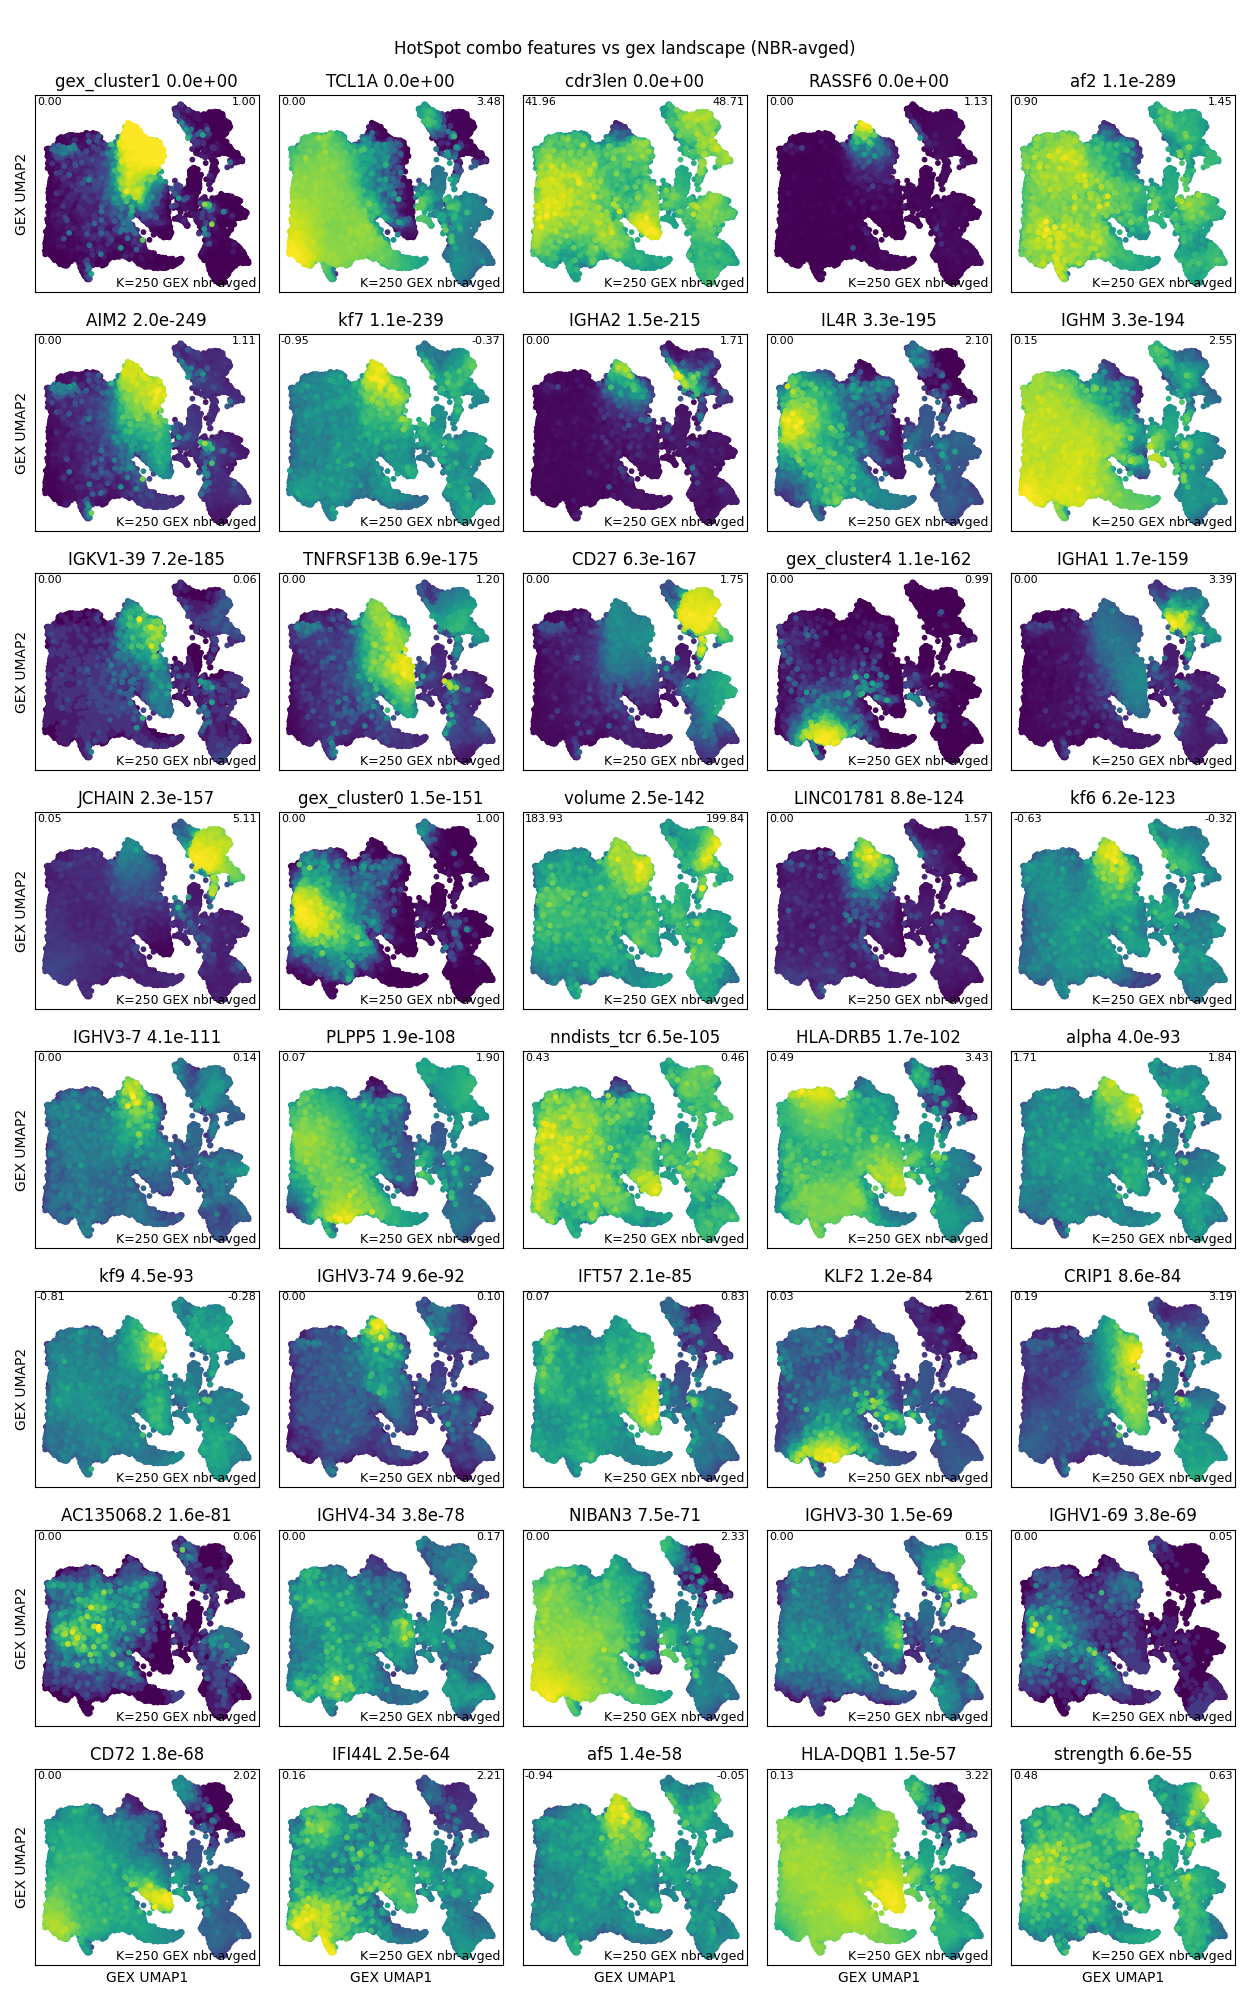 HotSpot combo features vs gex landscape (NBR-avged)
gex_cluster1 0.0e+00 TCL1A 0.0e+00 cdr3len 0.0e+00 RASSF6 0.0e+00 af2 1.1e-289
0.00 1.00 0.00 3.48 41.96 48.71 0.00 1.13 0.90 1.45
GEX UMAP2
K=250 GEX nbr-avged K=250 GEX nbr-avged K=250 GEX nbr-avged K=250 GEX nbr-avged K=250 GEX nbr-avged
AIM2 2.0e-249 kf7 1.1e-239 IGHA2 1.5e-215 IL4R 3.3e-195 IGHM 3.3e-194
0.00 1.11 -0.95 -0.37 0.00 1.71 0.00 2.10 0.15 2.55
GEX UMAP2
K=250 GEX nbr-avged K=250 GEX nbr-avged K=250 GEX nbr-avged K=250 GEX nbr-avged K=250 GEX nbr-avged
IGKV1-39 7.2e-185 TNFRSF13B 6.9e-175 CD27 6.3e-167 gex_cluster4 1.1e-162 IGHA1 1.7e-159
0.00 0.06 0.00 1.20 0.00 1.75 0.00 0.99 0.00 3.39
GEX UMAP2
K=250 GEX nbr-avged K=250 GEX nbr-avged K=250 GEX nbr-avged K=250 GEX nbr-avged K=250 GEX nbr-avged
JCHAIN 2.3e-157 gex_cluster0 1.5e-151 volume 2.5e-142 LINC01781 8.8e-124 kf6 6.2e-123
0.05 5.11 0.00 1.00 183.93 199.84 0.00 1.57 -0.63 -0.32
GEX UMAP2
K=250 GEX nbr-avged K=250 GEX nbr-avged K=250 GEX nbr-avged K=250 GEX nbr-avged K=250 GEX nbr-avged
IGHV3-7 4.1e-111 PLPP5 1.9e-108 nndists_tcr 6.5e-105 HLA-DRB5 1.7e-102 alpha 4.0e-93
0.00 0.14 0.07 1.90 0.43 0.46 0.49 3.43 1.71 1.84
GEX UMAP2
K=250 GEX nbr-avged K=250 GEX nbr-avged K=250 GEX nbr-avged K=250 GEX nbr-avged K=250 GEX nbr-avged
kf9 4.5e-93 IGHV3-74 9.6e-92 IFT57 2.1e-85 KLF2 1.2e-84 CRIP1 8.6e-84
-0.81 -0.28 0.00 0.10 0.07 0.83 0.03 2.61 0.19 3.19
GEX UMAP2
K=250 GEX nbr-avged K=250 GEX nbr-avged K=250 GEX nbr-avged K=250 GEX nbr-avged K=250 GEX nbr-avged
AC135068.2 1.6e-81 IGHV4-34 3.8e-78 NIBAN3 7.5e-71 IGHV3-30 1.5e-69 IGHV1-69 3.8e-69
0.00 0.06 0.00 0.17 0.00 2.33 0.00 0.15 0.00 0.05
GEX UMAP2
K=250 GEX nbr-avged K=250 GEX nbr-avged K=250 GEX nbr-avged K=250 GEX nbr-avged K=250 GEX nbr-avged
CD72 1.8e-68 IFI44L 2.5e-64 af5 1.4e-58 HLA-DQB1 1.5e-57 strength 6.6e-55
0.00 2.02 0.16 2.21 -0.94 -0.05 0.13 3.22 0.48 0.63
GEX UMAP2
K=250 GEX nbr-avged K=250 GEX nbr-avged K=250 GEX nbr-avged K=250 GEX nbr-avged K=250 GEX nbr-avged
GEX UMAP1 GEX UMAP1 GEX UMAP1 GEX UMAP1 GEX UMAP1